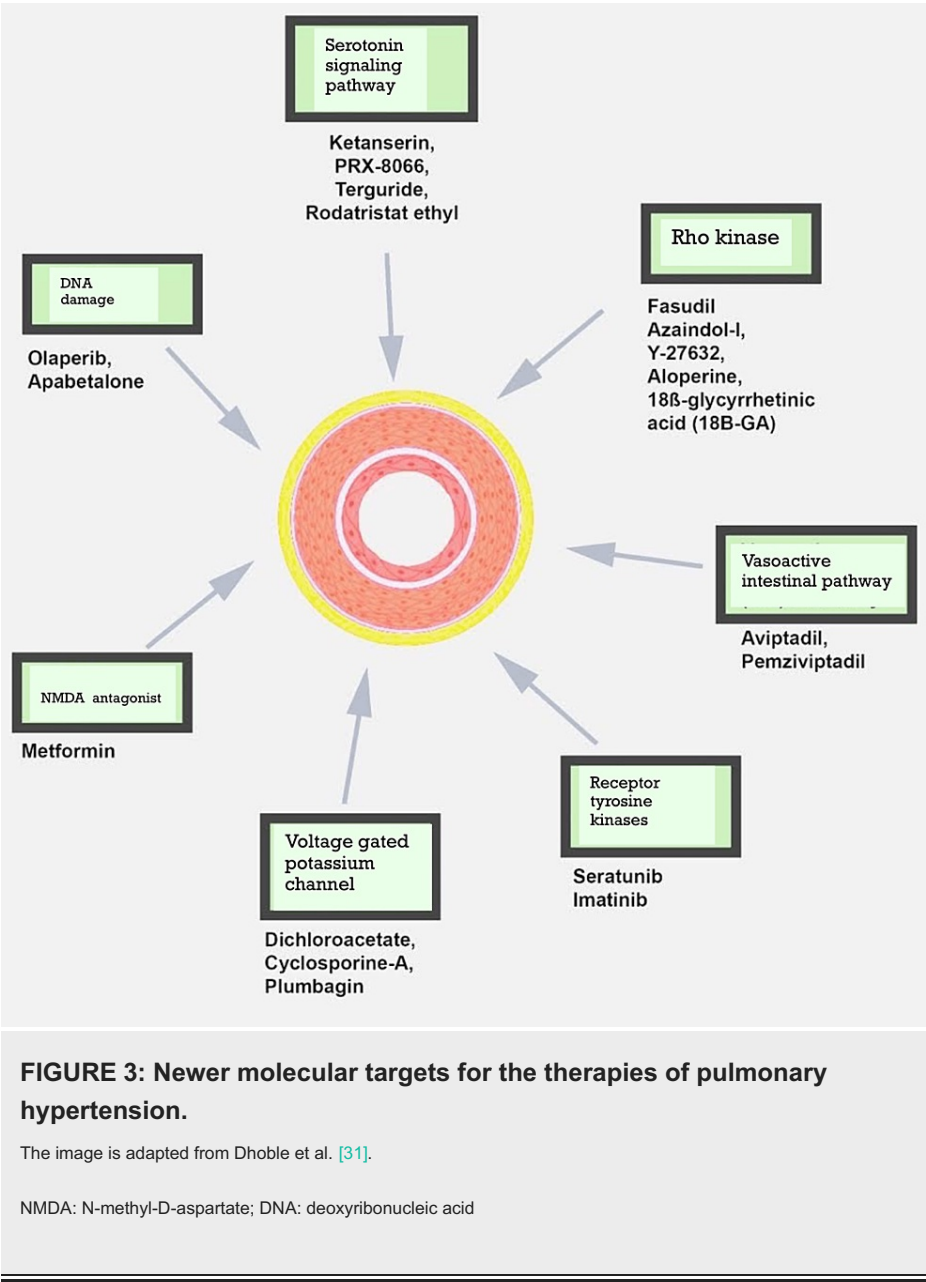 Serotonin
signaling
pathway
Ketanserin,
PRX-8066,
Terguride,
Rodatristat ethyl
Rho kinase
Fasudil
Azaindol-I,
Y-27632,
Aloperine,
18ß-glycyrrhetinic
acid (18B-GA)
DNA
damage
Olaperib,
Apabetalone
Vasoactive
intestinal pathway
Aviptadil,
Pemziviptadil
NMDA antagonist
Metformin
Receptor
tyrosine
kinases
Seratunib
Imatinib
Voltage gated
potassium
channel
Dichloroacetate,
Cyclosporine-A,
Plumbagin
FIGURE 3: Newer molecular targets for the therapies of pulmonary
hypertension.
The image is adapted from Dhoble et al. [31].
NMDA: N-methyl-D-aspartate; DNA: deoxyribonucleic acid